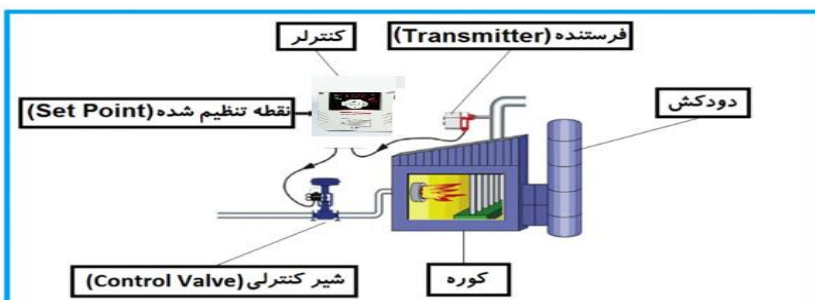 کنترلر
فرستنده (Transmitter)
نقطه تنظیم شده (Set Point)
دودکش
شیر کنترلی (Control Valve)
کوره